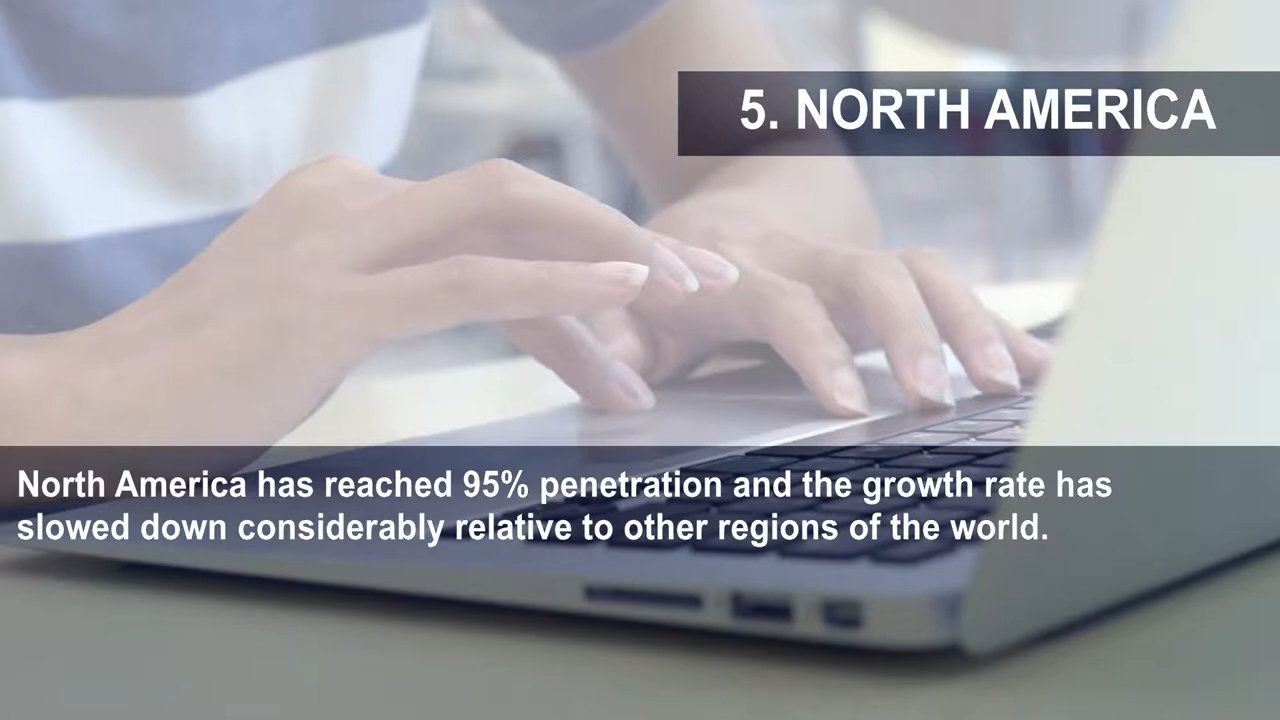 5. NORTH AMERICA
North America has reached 95% penetration and the growth rate has
slowed down considerably relative to other regions of the world.